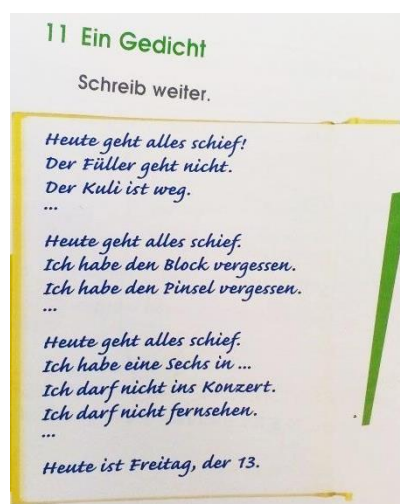 11 Ein Gedicht
Schreib weiter.
Heute geht alles schief!
Der Füller geht nicht.
Der Kuli ist weg.
...
Heute geht alles schief.
Ich habe den Block vergessen.
Ich habe den Pinsel vergessen.
...
Heute geht alles schief.
Ich habe eine Sechs in ...
Ich darf nicht ins Konzert.
Ich darf nicht fernsehen.
...
Heute ist Freitag, der 13.